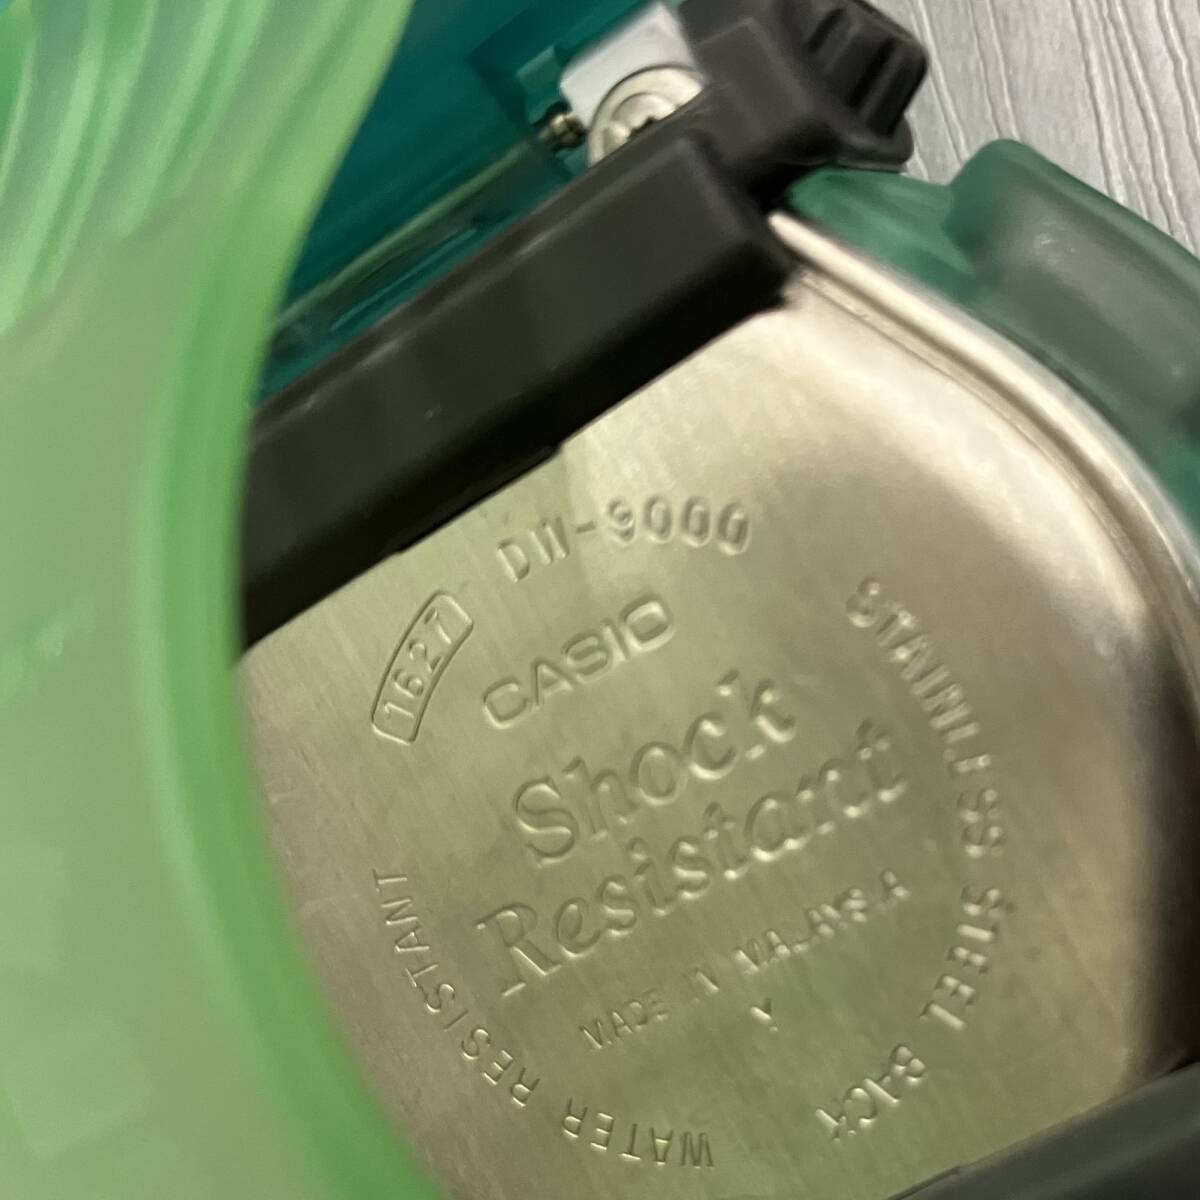 DW-9000
1627
CASIO
Shock
Resistant
MADE IN MALAYSIA
Y
STAINLESS STEEL BACK
WATER RESISTANT